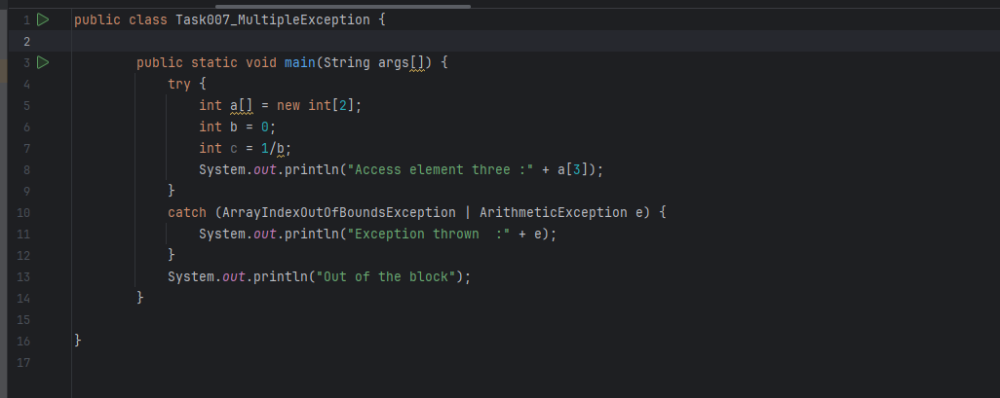 1 public class Task007_MultipleException {
2
3 public static void main(String args[]) {
4 try {
5 int a[] = new int[2];
6 int b = 0;
7 int c = 1/b;
8 System.out.println("Access element three :" + a[3]);
9 }
10 catch (ArrayIndexOutOfBoundsException | ArithmeticException e) {
11 System.out.println("Exception thrown  :" + e);
12 }
13 System.out.println("Out of the block");
14 }
15
16 }
17